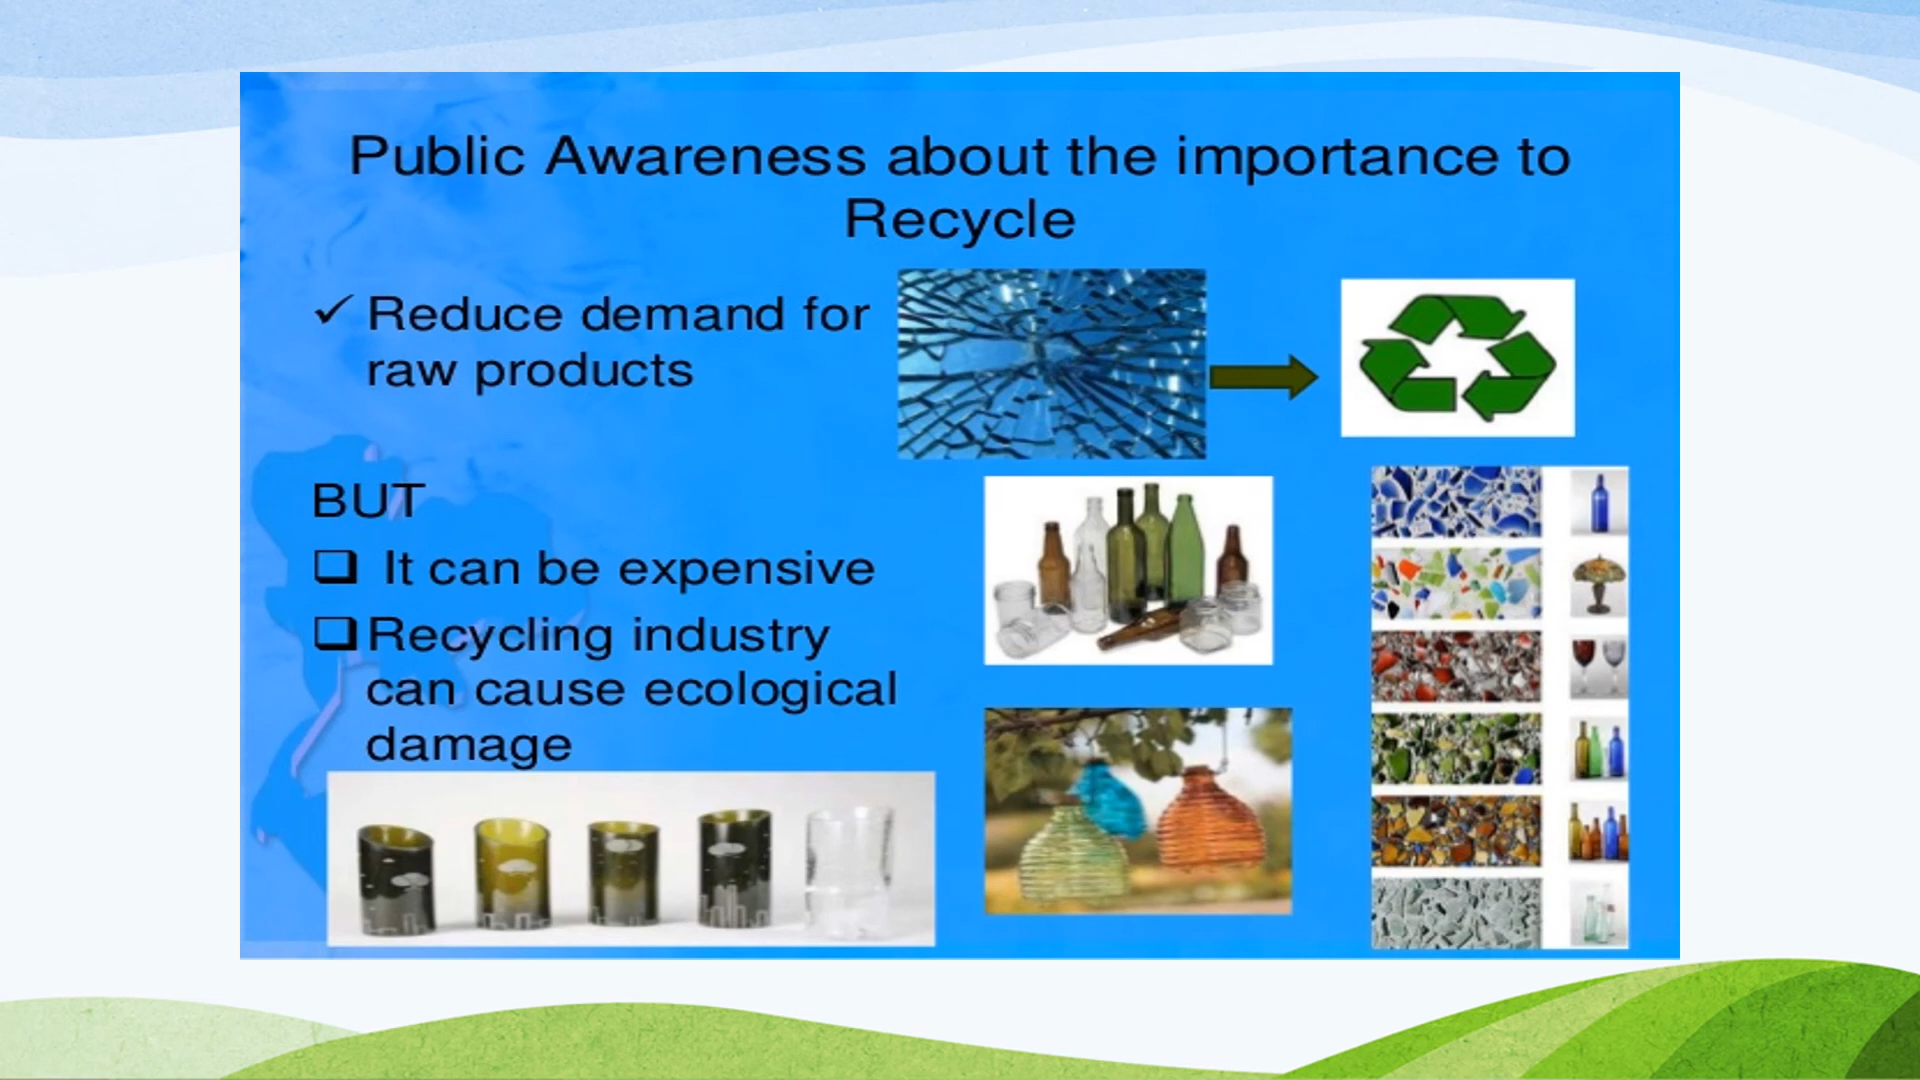 Public Awareness about the importance to
Recycle
✓ Reduce demand for
raw products
BUT
❑ It can be expensive
❑ Recycling industry
can cause ecological
damage